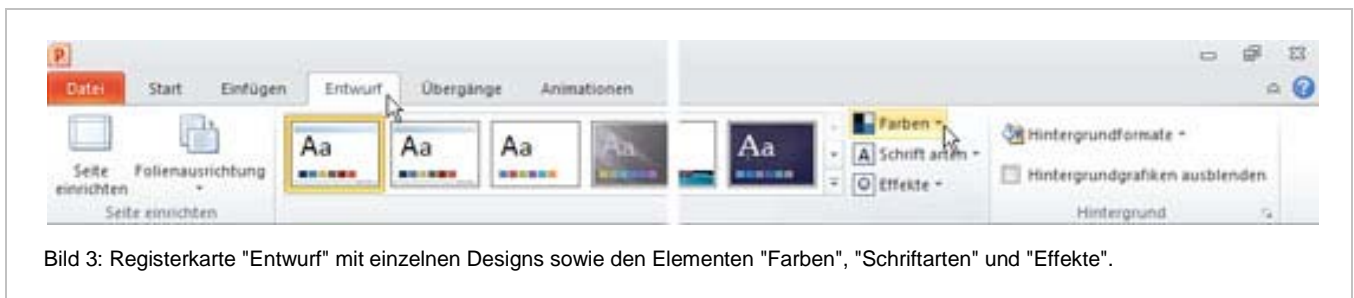 P
Datei Start Einfügen Entwurf Übergänge Animationen
Seite einrichten
Folienausrichtung
Aa Aa Aa Aa Aa
Farben
Schriftarten
Effekte
Hintergrundformate
Hintergrundgrafiken ausblenden
Seite einrichten
Hintergrund
Bild 3: Registerkarte "Entwurf" mit einzelnen Designs sowie den Elementen "Farben", "Schriftarten" und "Effekte".